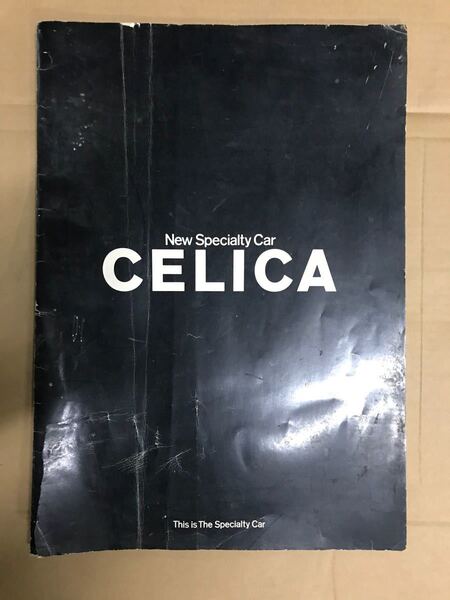 New Specialty Car
CELICA
This is The Specialty Car